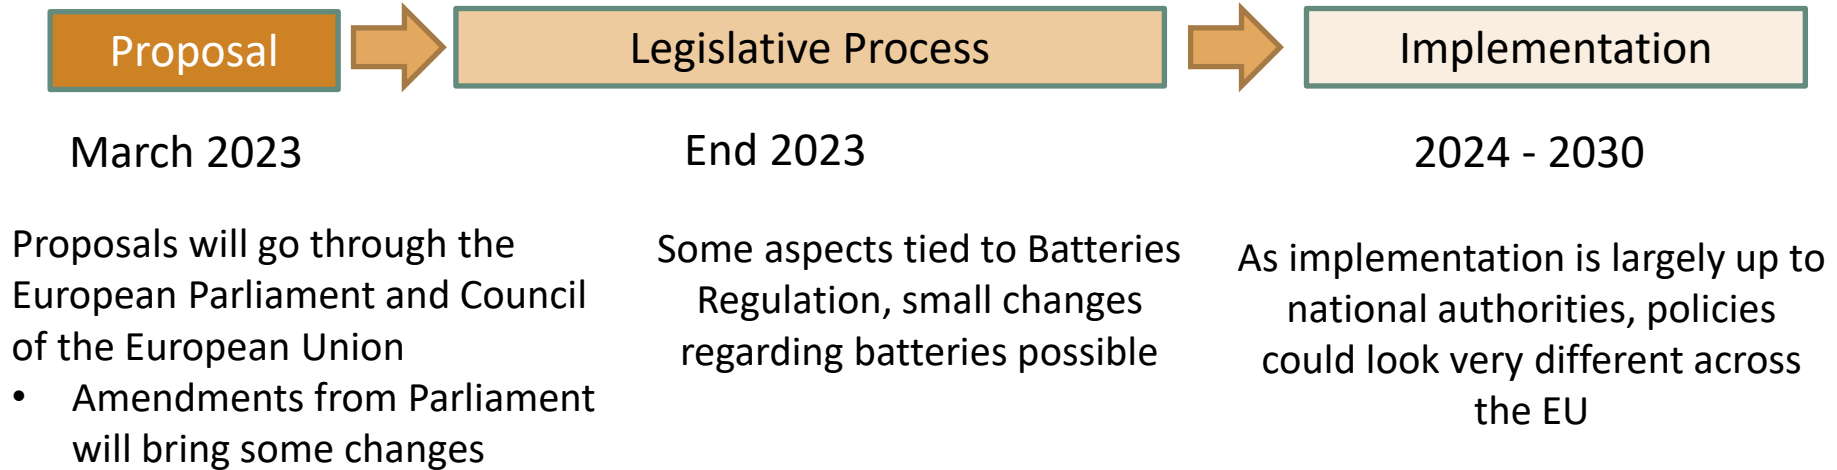 Proposal
Legislative Process
Implementation
March 2023
End 2023
2024 - 2030
Proposals will go through the
European Parliament and Council
of the European Union
• Amendments from Parliament
will bring some changes
Some aspects tied to Batteries
Regulation, small changes
regarding batteries possible
As implementation is largely up to
national authorities, policies
could look very different across
the EU